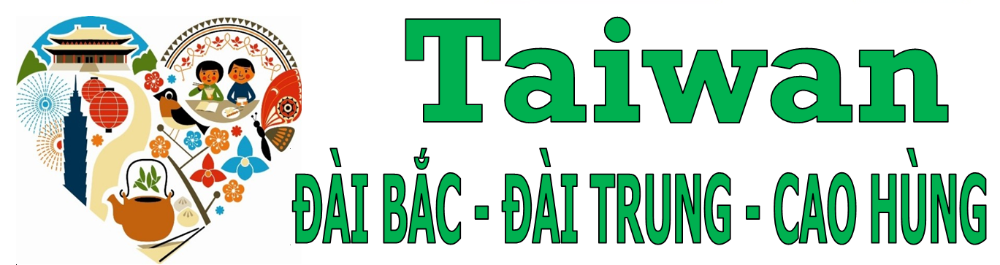 Taiwan
ĐÀI BẮC - ĐÀI TRUNG - CAO HÙNG